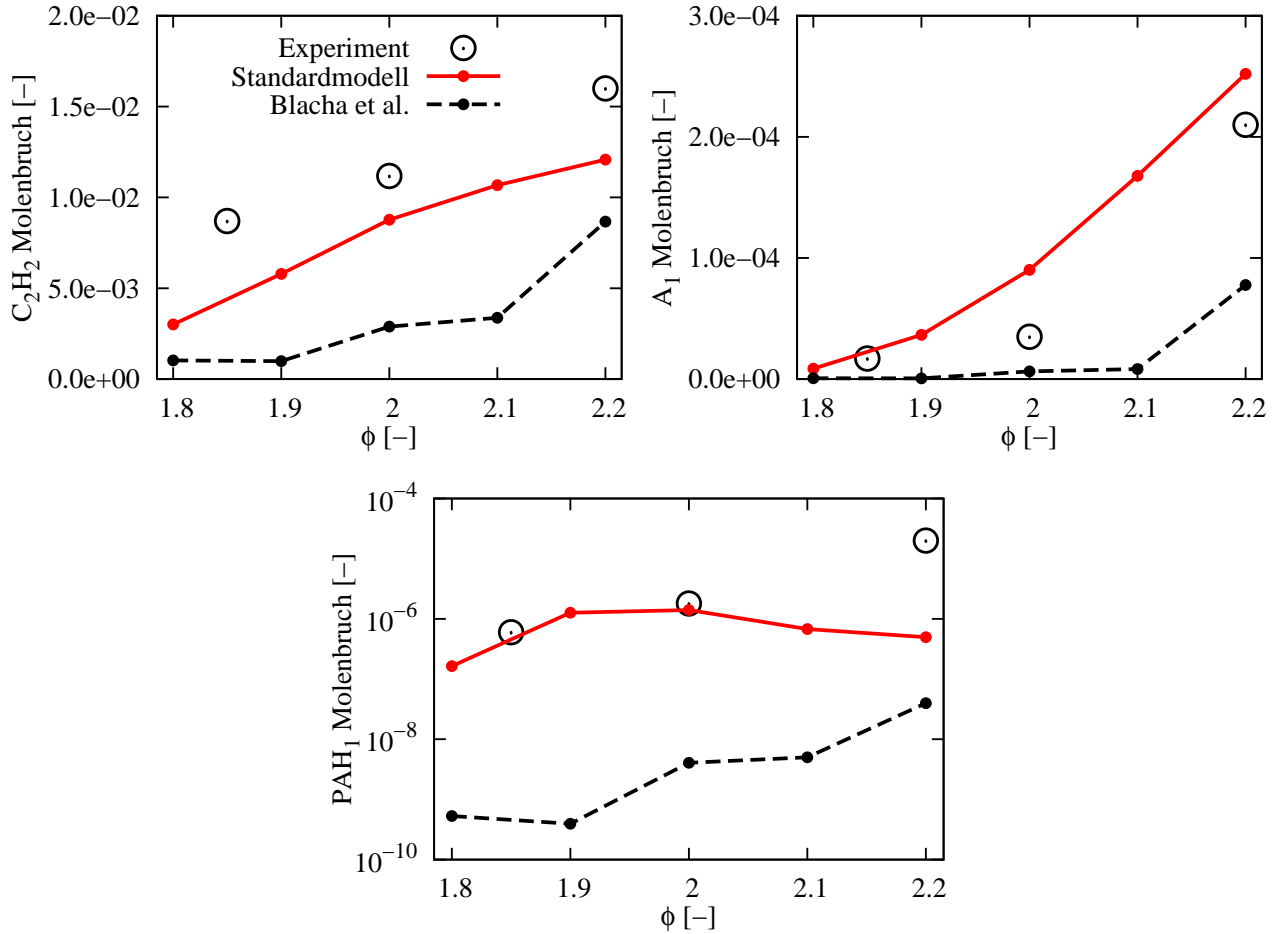 2.0e−02
1.5e−02
1.0e−02
5.0e−03
0.0e+00
C₂H₂ Molenbruch [−]
Experiment
Standardmodell
Blacha et al.
1.8 1.9 2 2.1 2.2
ϕ [−]
3.0e−04
2.0e−04
1.0e−04
0.0e+00
A₁ Molenbruch [−]
1.8 1.9 2 2.1 2.2
ϕ [−]
10⁻⁴
10⁻⁶
10⁻⁸
10⁻¹⁰
PAH₁ Molenbruch [−]
1.8 1.9 2 2.1 2.2
ϕ [−]